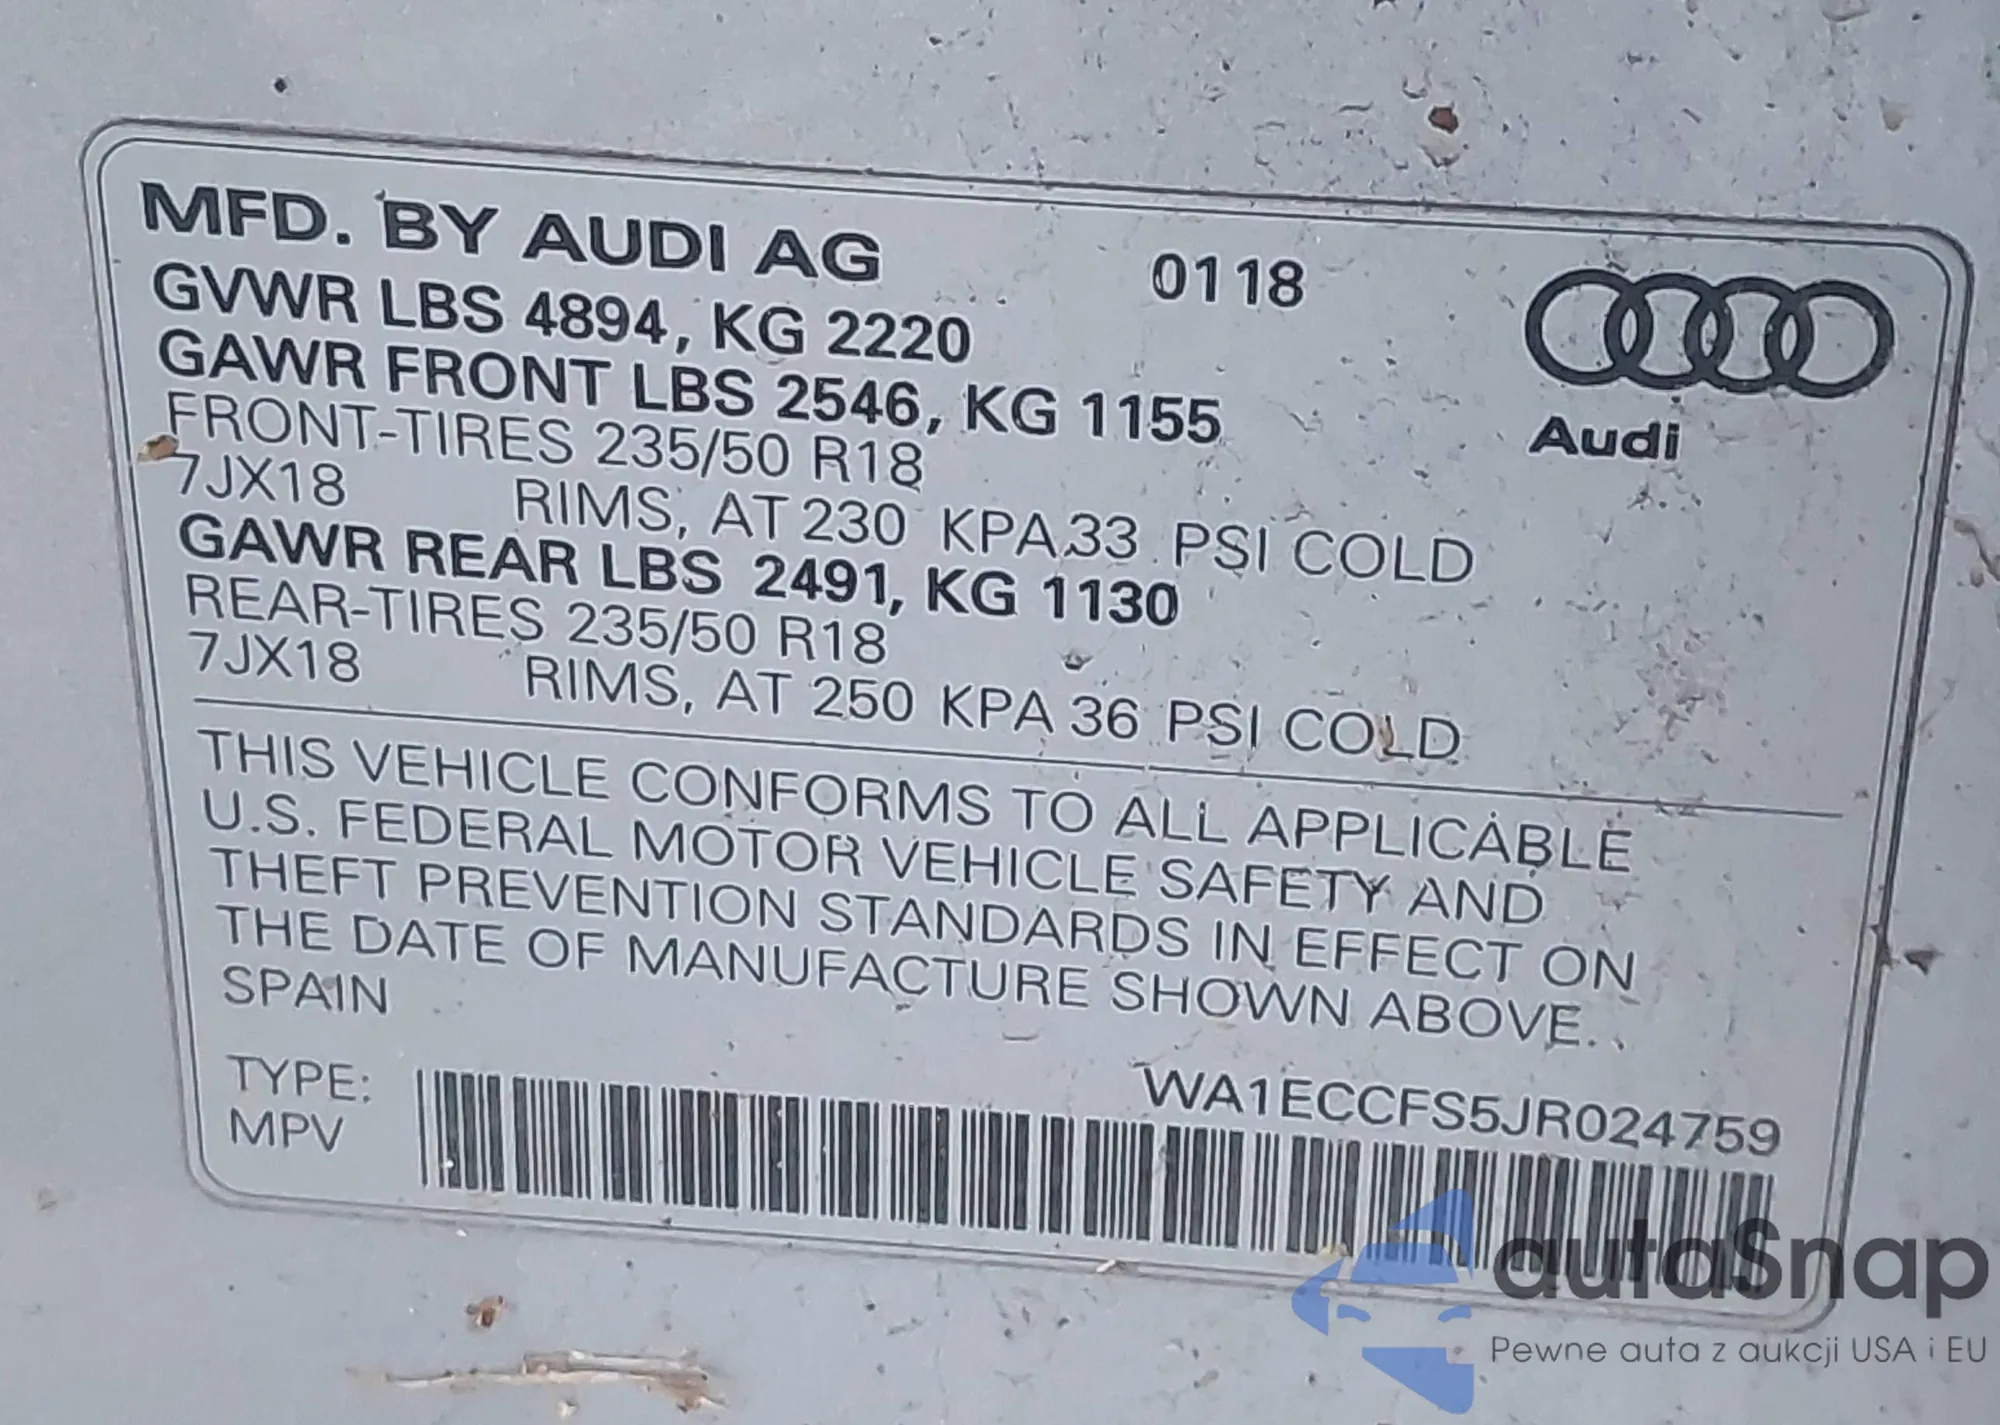 MFD. BY AUDI AG 0118
GVWR LBS 4894, KG 2220
GAWR FRONT LBS 2546, KG 1155
FRONT-TIRES 235/50 R18
7JX18 RIMS, AT 230 KPA 33 PSI COLD
GAWR REAR LBS 2491, KG 1130
REAR-TIRES 235/50 R18
7JX18 RIMS, AT 250 KPA 36 PSI COLD
Audi
THIS VEHICLE CONFORMS TO ALL APPLICABLE
U.S. FEDERAL MOTOR VEHICLE SAFETY AND
THEFT PREVENTION STANDARDS IN EFFECT ON
THE DATE OF MANUFACTURE SHOWN ABOVE.
SPAIN
TYPE:
MPV
WA1ECCFS5JR024759
autaSnap
Pewne auta z aukcji USA i EU